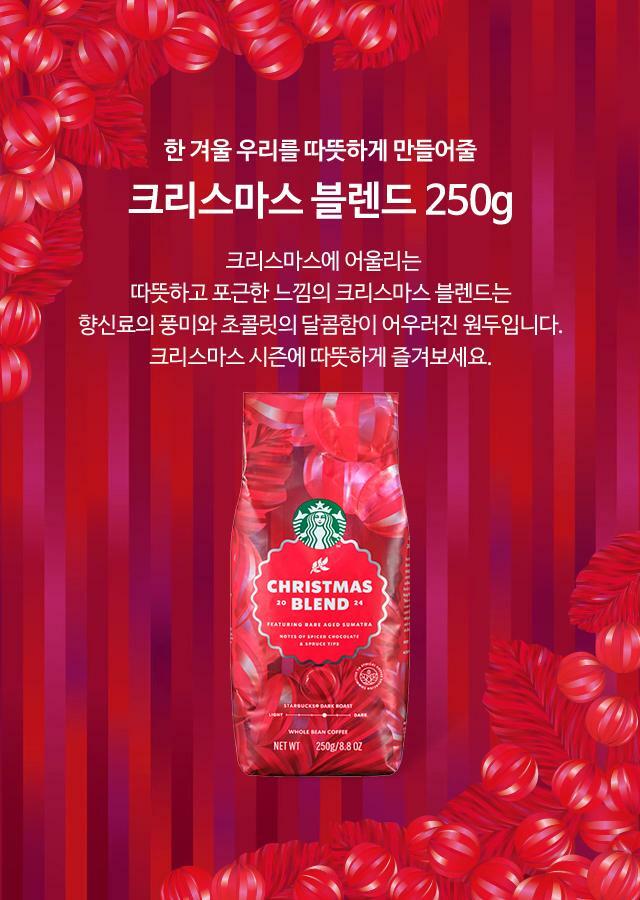 한 겨울 우리를 따뜻하게 만들어줄
크리스마스 블렌드 250g
크리스마스에 어울리는
따뜻하고 포근한 느낌의 크리스마스 블렌드는
향신료의 풍미와 초콜릿의 달콤함이 어우러진 원두입니다.
크리스마스 시즌에 따뜻하게 즐겨보세요.
CHRISTMAS
20 BLEND 24
FEATURING RARE AGED SUMATRA
NOTES OF SPICED CHOCOLATE
& SPRUCE TIPS
STARBUCKS® DARK ROAST
LIGHT DARK
WHOLE BEAN COFFEE
NET WT 250g/8.8 OZ